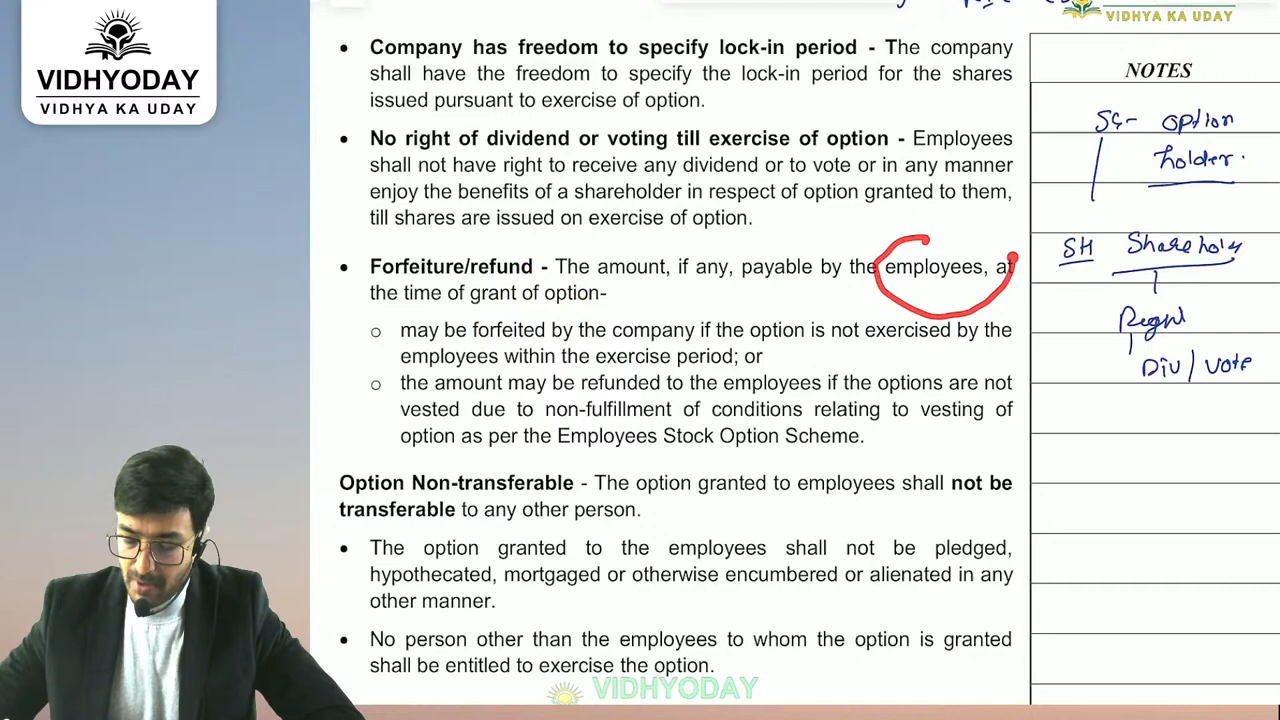 VIDHYODAY
VIDHYA KA UDAY
VIDHYA KA UDAY
• Company has freedom to specify lock-in period - The company
shall have the freedom to specify the lock-in period for the shares
issued pursuant to exercise of option.
• No right of dividend or voting till exercise of option - Employees
shall not have right to receive any dividend or to vote or in any manner
enjoy the benefits of a shareholder in respect of option granted to them,
till shares are issued on exercise of option.
• Forfeiture/refund - The amount, if any, payable by the employees, at
the time of grant of option-
o may be forfeited by the company if the option is not exercised by the
employees within the exercise period; or
o the amount may be refunded to the employees if the options are not
vested due to non-fulfillment of conditions relating to vesting of
option as per the Employees Stock Option Scheme.
Option Non-transferable - The option granted to employees shall not be
transferable to any other person.
• The option granted to the employees shall not be pledged,
hypothecated, mortgaged or otherwise encumbered or alienated in any
other manner.
• No person other than the employees to whom the option is granted
shall be entitled to exercise the option.
VIDHYODAY
NOTES
option
holder.
SH
Div / Vote